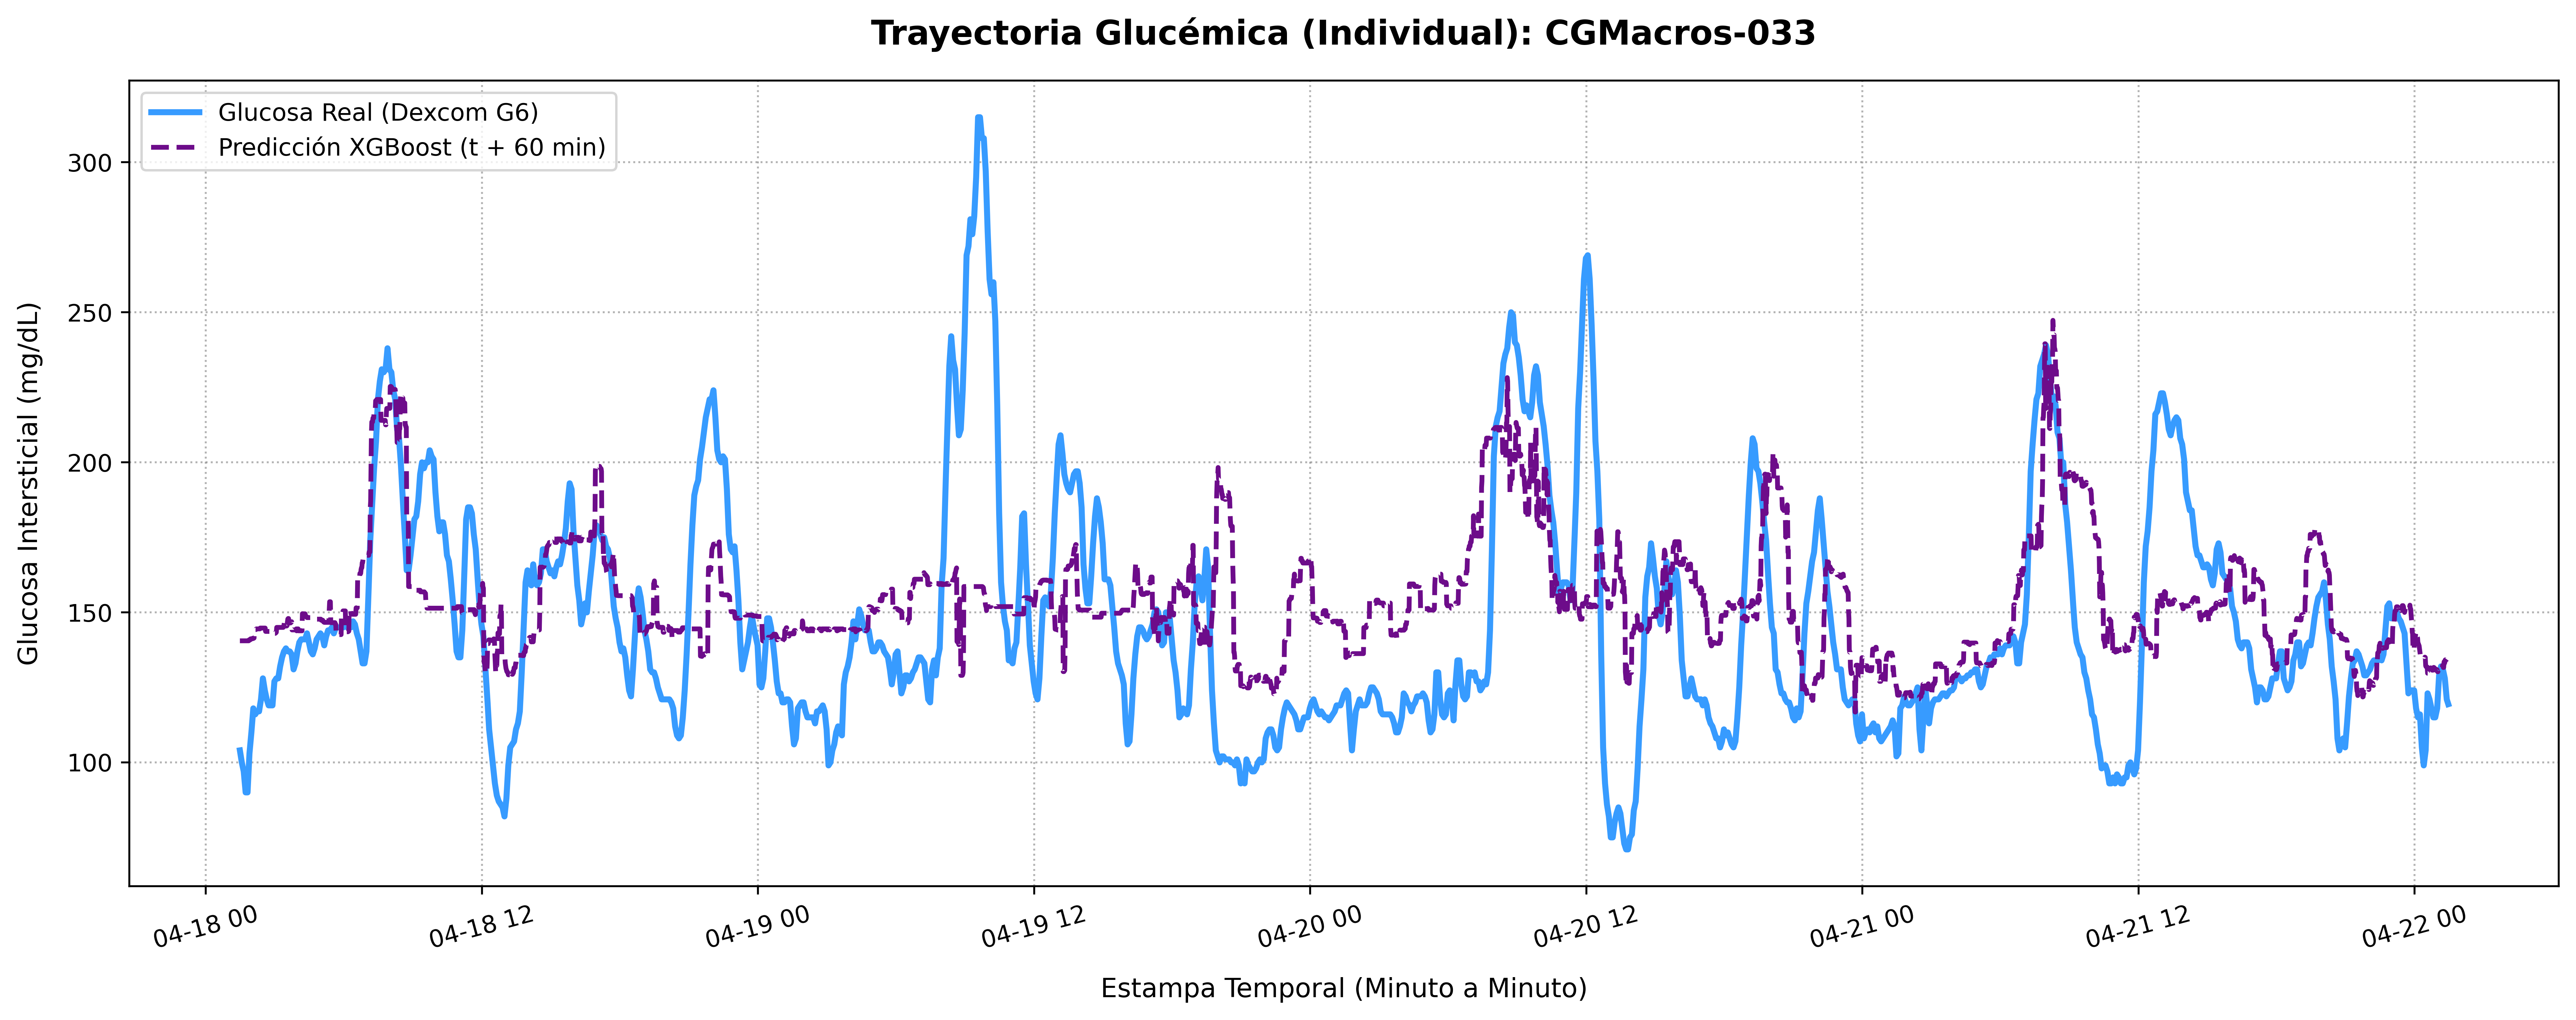 Trayectoria Glucémica (Individual): CGMacros-033
Glucosa Real (Dexcom G6)
Predicción XGBoost (t + 60 min)
Glucosa Intersticial (mg/dL)
300
250
200
150
100
04-18 00
04-18 12
04-19 00
04-19 12
04-20 00
04-20 12
04-21 00
04-21 12
04-22 00
Estampa Temporal (Minuto a Minuto)